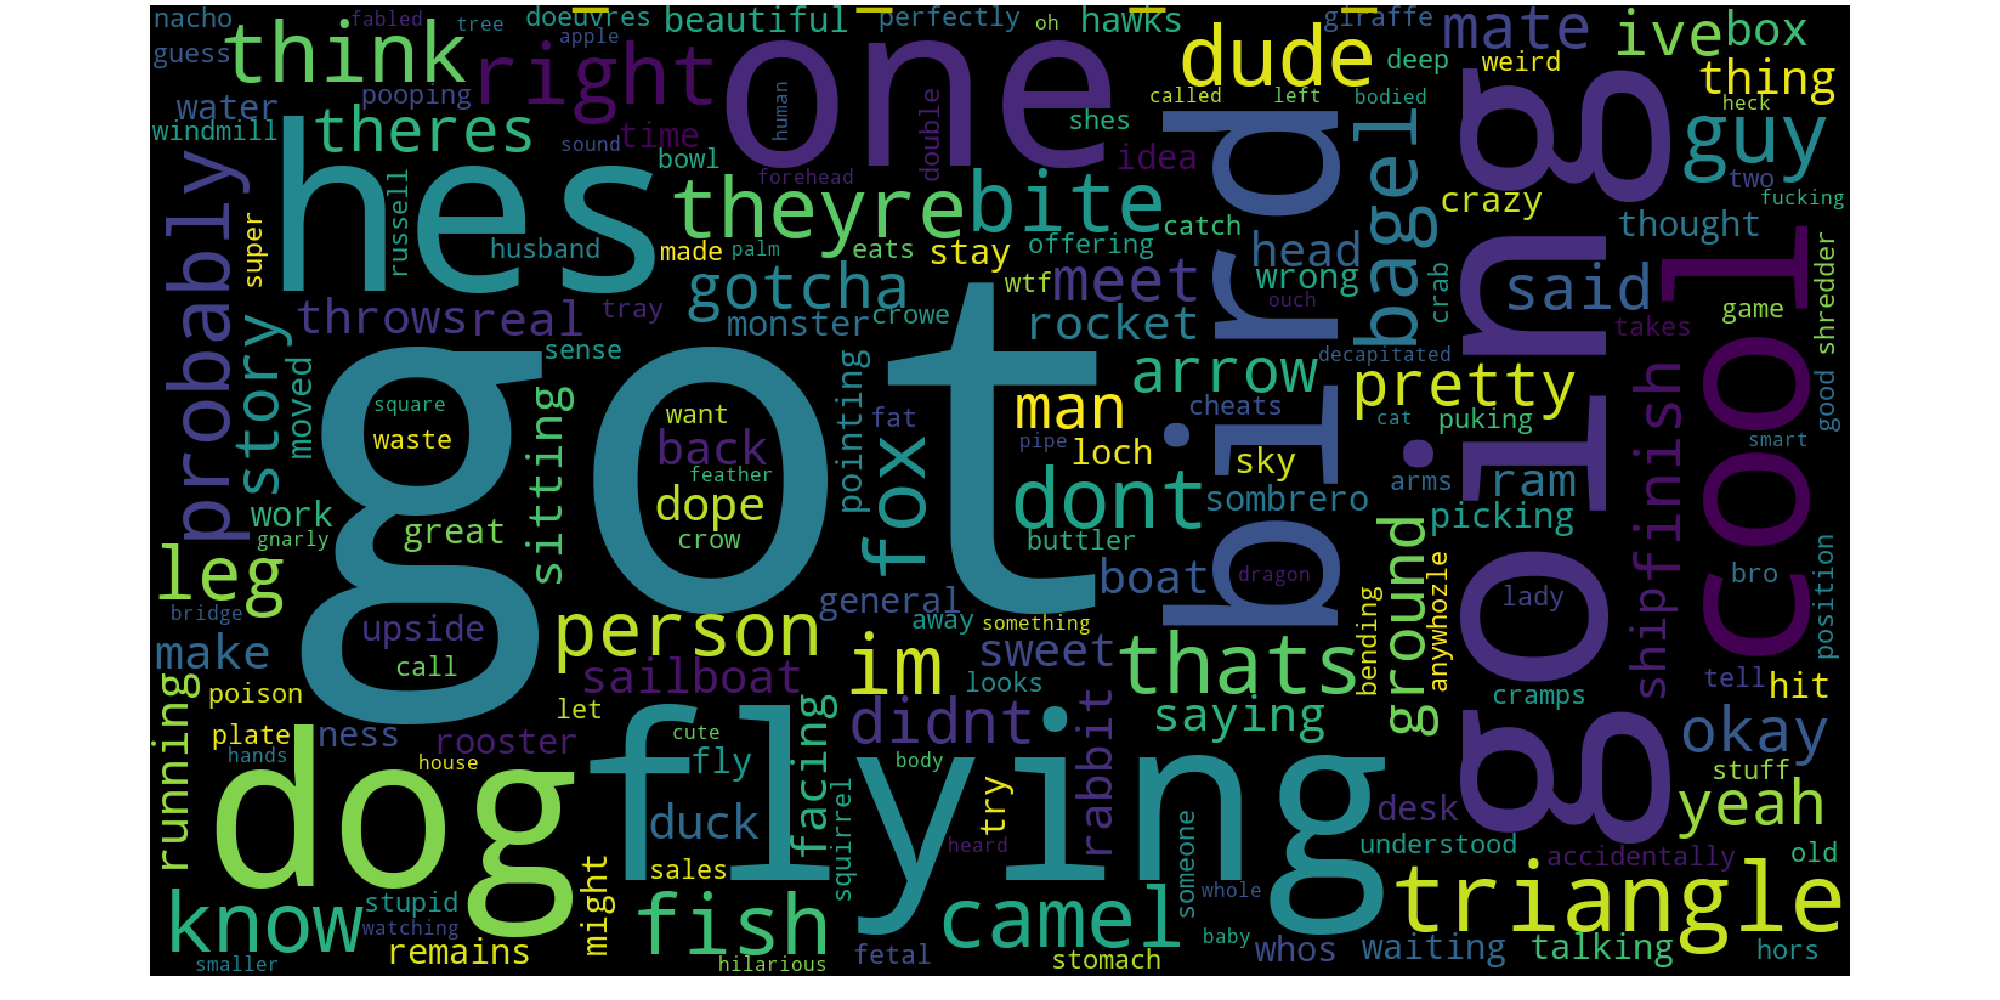 nacho
fabled
tree
doeuvres
beautiful
perfectly
oh
hawks
giraffe
mate
ive
box
guess
think
apple
right
one
dude
deep
weird
thing
water
pooping
human
double
called
left
bodied
heck
windmill
theres
time
sound
bowl
shes
idea
bird
bagel
going
guy
two
probably
hes
russell
forehead
theyre
bite
catch
crazy
fucking
super
husband
made
palm
eats
stay
offering
head
thought
throws
real
tray
gotcha
wtf
meet
wrong
ouch
crab
said
cool
game
shredder
story
sense
monster
crowe
rocket
takes
moved
got
pointing
arrow
decapitated
pretty
shipfinish
good
square
want
fat
man
cheats
cat
puking
smart
waste
sitting
back
fox
pipe
loch
sky
feather
dope
dont
sombrero
arms
ram
work
great
picking
gnarly
crow
buttler
ground
leg
boat
dragon
anywhozle
bro
position
bridge
general
lady
upside
person
away
something
bending
make
call
sailboat
im
sweet
thats
looks
tell
hit
running
poison
let
cramps
didnt
rabbit
saying
plate
ness
rooster
cute
facing
okay
hands
house
fly
body
stuff
dog
flying
duck
squirrel
try
desk
yeah
heard
understood
sales
accidentally
old
know
stupid
might
fish
camel
someone
whole
triangle
watching
remains
baby
whos
waiting
talking
hors
smaller
hilarious
fetal
stomach